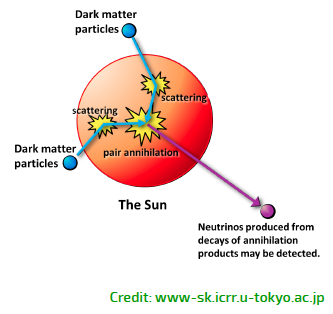 Dark matter
particles
scattering
scattering
Dark matter
particles
pair annihilation
The Sun
Neutrinos produced from
decays of annihilation
products may be detected.
Credit: www-sk.icrr.u-tokyo.ac.jp